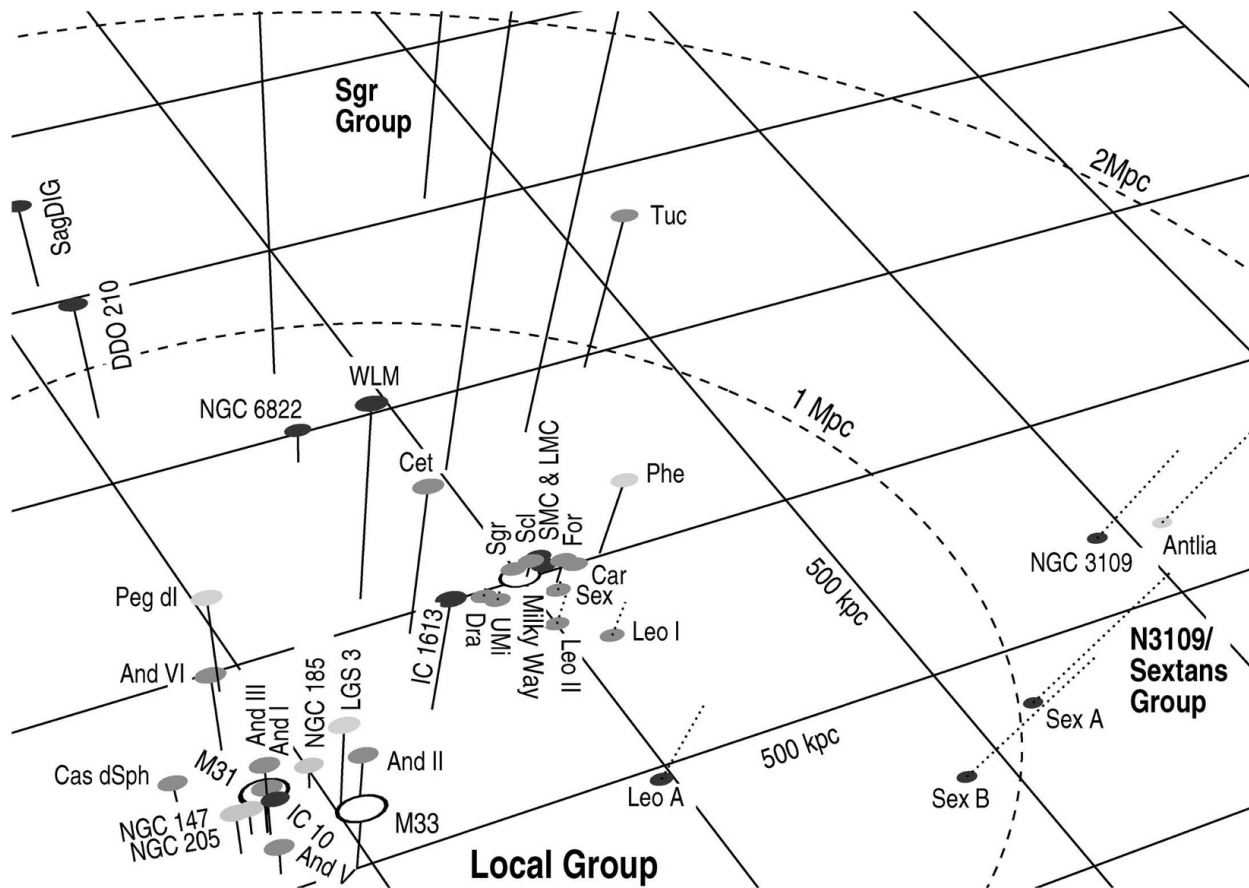 Sgr
Group
2Mpc
SagDIG
Tuc
DDO 210
WLM
1 Mpc
NGC 6822
Cet
SMC & LMC
Scl
Sgr
For
Phe
NGC 3109
Antlia
500 kpc
Peg dI
Car
Sex
IC 1613
Dra
UMi
Milky Way
Leo II
Leo I
N3109/
Sextans
Group
And VI
And III
And I
NGC 185
LGS 3
Sex A
500 kpc
M31
And II
Cas dSph
Leo A
Sex B
NGC 147
NGC 205
IC 10
M33
And V
Local Group